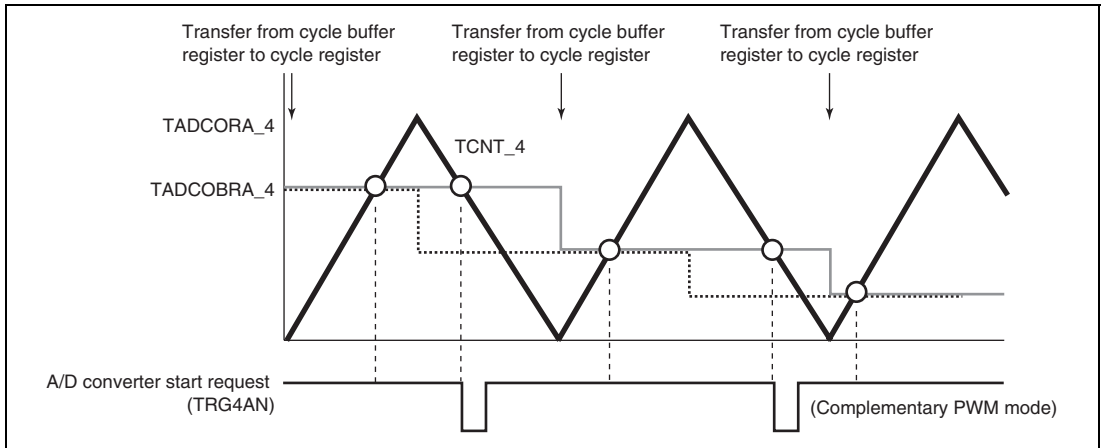 Transfer from cycle buffer
register to cycle register
Transfer from cycle buffer
register to cycle register
Transfer from cycle buffer
register to cycle register
TADCORA_4
TCNT_4
TADCOBRA_4
A/D converter start request
(TRG4AN)
(Complementary PWM mode)